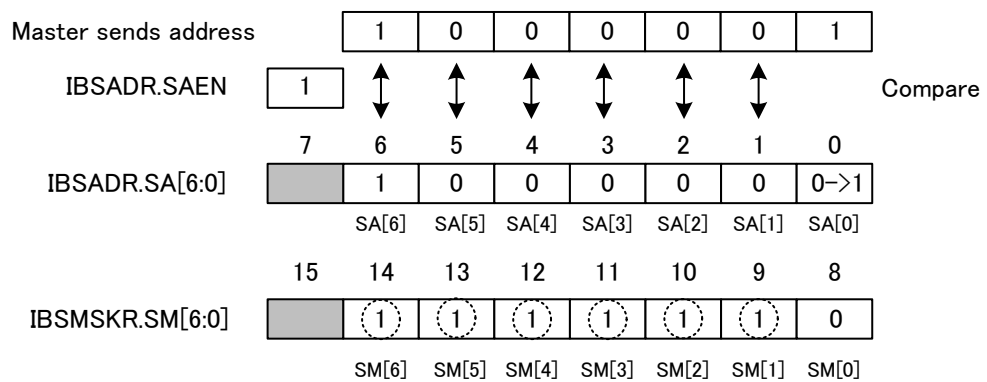 Master sends address 1 0 0 0 0 0 1
IBSADR.SAEN 1 Compare
7 6 5 4 3 2 1 0
IBSADR.SA[6:0] 1 0 0 0 0 0 0->1
SA[6] SA[5] SA[4] SA[3] SA[2] SA[1] SA[0]
15 14 13 12 11 10 9 8
IBSMSKR.SM[6:0] 1 1 1 1 1 1 0
SM[6] SM[5] SM[4] SM[3] SM[2] SM[1] SM[0]